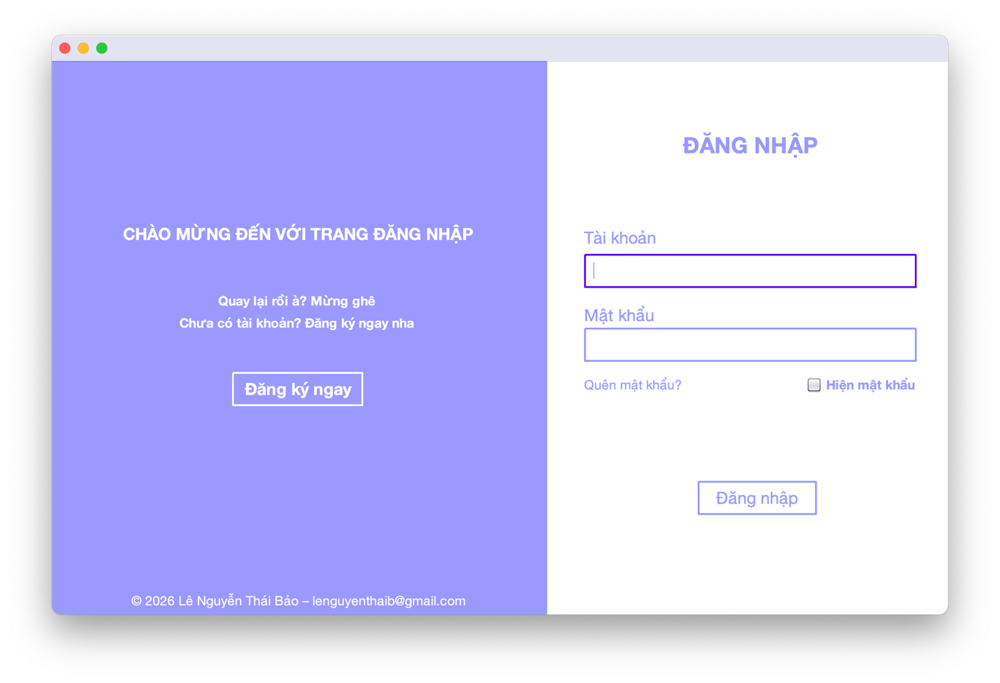 CHÀO MỪNG ĐẾN VỚI TRANG ĐĂNG NHẬP
Quay lại rồi à? Mừng ghê
Chưa có tài khoản? Đăng ký ngay nha
Đăng ký ngay
© 2026 Lê Nguyễn Thái Bảo – lenguyenthaib@gmail.com
ĐĂNG NHẬP
Tài khoản
Mật khẩu
Quên mật khẩu?
Hiện mật khẩu
Đăng nhập